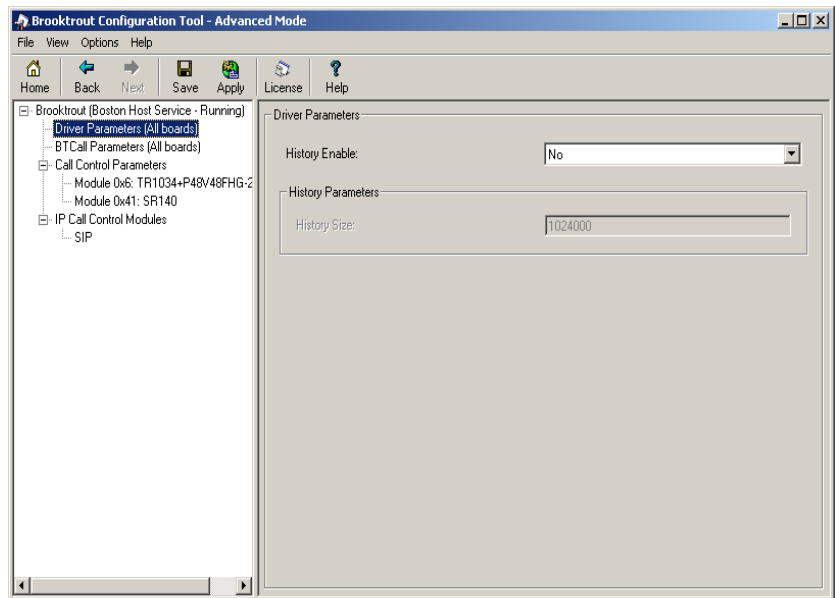 Brooktrout Configuration Tool - Advanced Mode
File View Options Help
Home Back Next Save Apply License Help
Brooktrout (Boston Host Service - Running)
Driver Parameters (All boards)
BTCall Parameters (All boards)
Call Control Parameters
Module 0x6: TR1034+P48V48FHG-2
Module 0x41: SR140
IP Call Control Modules
SIP
Driver Parameters
History Enable: No
History Parameters
History Size: 1024000